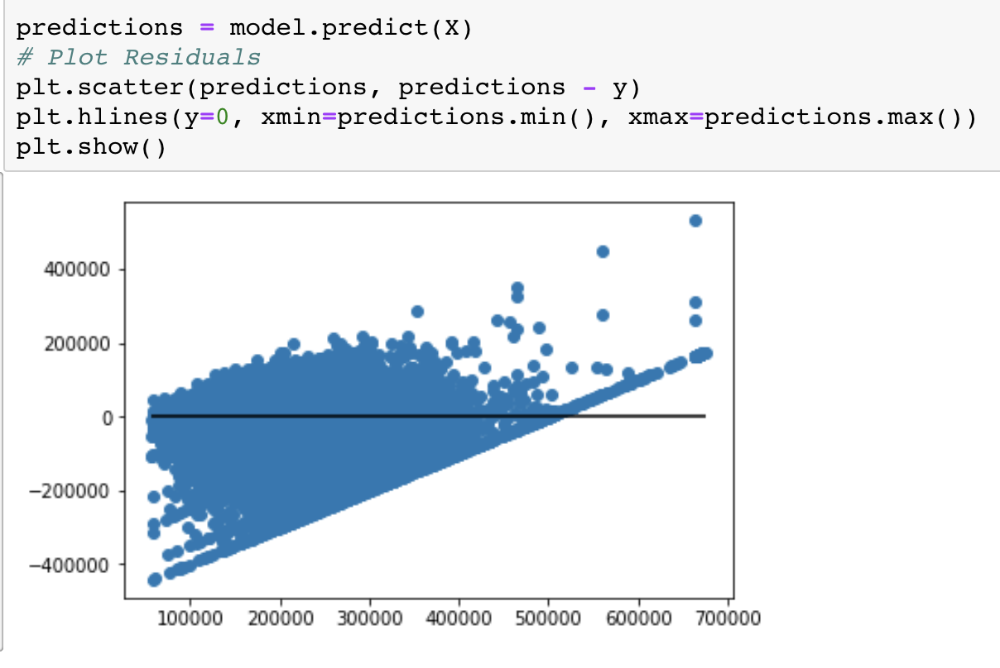 predictions = model.predict(X)
# Plot Residuals
plt.scatter(predictions, predictions - y)
plt.hlines(y=0, xmin=predictions.min(), xmax=predictions.max())
plt.show()
400000
200000
0
−200000
−400000
100000 200000 300000 400000 500000 600000 700000